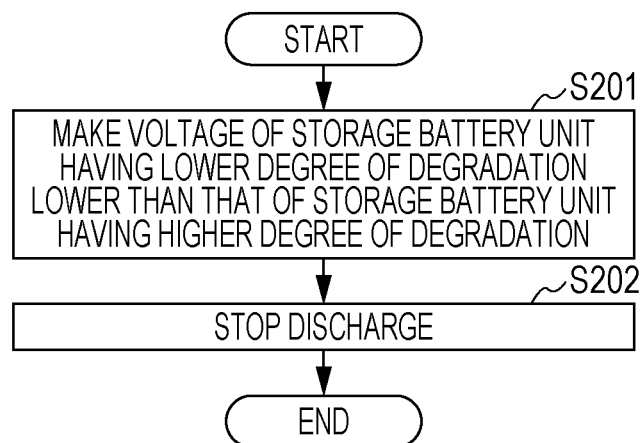 START
S201
MAKE VOLTAGE OF STORAGE BATTERY UNIT
HAVING LOWER DEGREE OF DEGRADATION
LOWER THAN THAT OF STORAGE BATTERY UNIT
HAVING HIGHER DEGREE OF DEGRADATION
S202
STOP DISCHARGE
END